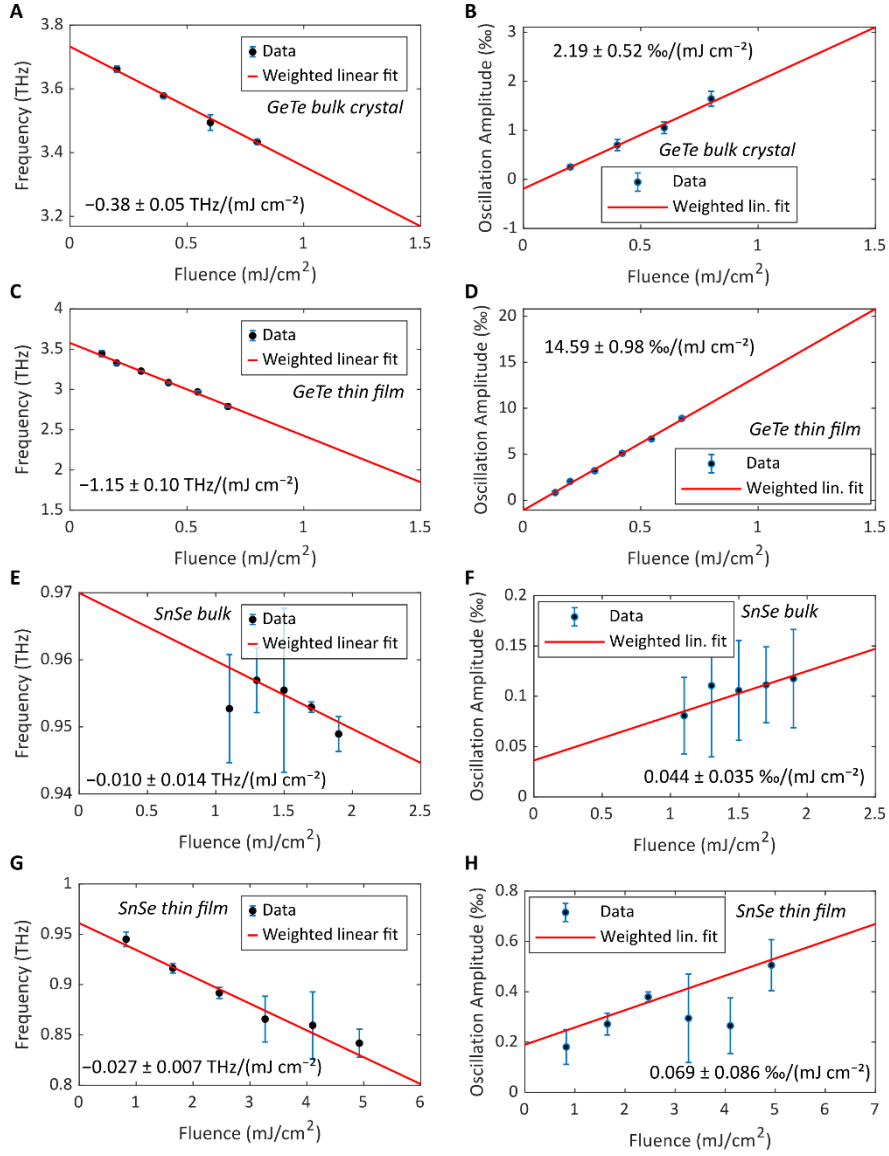 A
3.8
3.6
3.4
3.2
0
0.5
1
1.5
Frequency (THz)
Fluence (mJ/cm²)
Data
Weighted linear fit
GeTe bulk crystal
−0.38 ± 0.05 THz/(mJ cm⁻²)
B
3
2
1
0
-1
0
0.5
1
1.5
Oscillation Amplitude (‰)
Fluence (mJ/cm²)
2.19 ± 0.52 ‰/(mJ cm⁻²)
GeTe bulk crystal
Data
Weighted lin. fit
C
4
3.5
3
2.5
2
1.5
0
0.5
1
1.5
Frequency (THz)
Fluence (mJ/cm²)
Data
Weighted linear fit
GeTe thin film
−1.15 ± 0.10 THz/(mJ cm⁻²)
D
20
15
10
5
0
0
0.5
1
1.5
Oscillation Amplitude (‰)
Fluence (mJ/cm²)
14.59 ± 0.98 ‰/(mJ cm⁻²)
GeTe thin film
Data
Weighted lin. fit
E
0.97
0.96
0.95
0.94
0
0.5
1
1.5
2
2.5
Frequency (THz)
Fluence (mJ/cm²)
SnSe bulk
Data
Weighted linear fit
−0.010 ± 0.014 THz/(mJ cm⁻²)
F
0.2
0.15
0.1
0.05
0
0
0.5
1
1.5
2
2.5
Oscillation Amplitude (‰)
Fluence (mJ/cm²)
SnSe bulk
Data
Weighted lin. fit
0.044 ± 0.035 ‰/(mJ cm⁻²)
G
1
0.95
0.9
0.85
0.8
0
1
2
3
4
5
6
Frequency (THz)
Fluence (mJ/cm²)
SnSe thin film
Data
Weighted linear fit
−0.027 ± 0.007 THz/(mJ cm⁻²)
H
0.8
0.6
0.4
0.2
0
0
1
2
3
4
5
6
7
Oscillation Amplitude (‰)
Fluence (mJ/cm²)
Data
Weighted lin. fit
SnSe thin film
0.069 ± 0.086 ‰/(mJ cm⁻²)